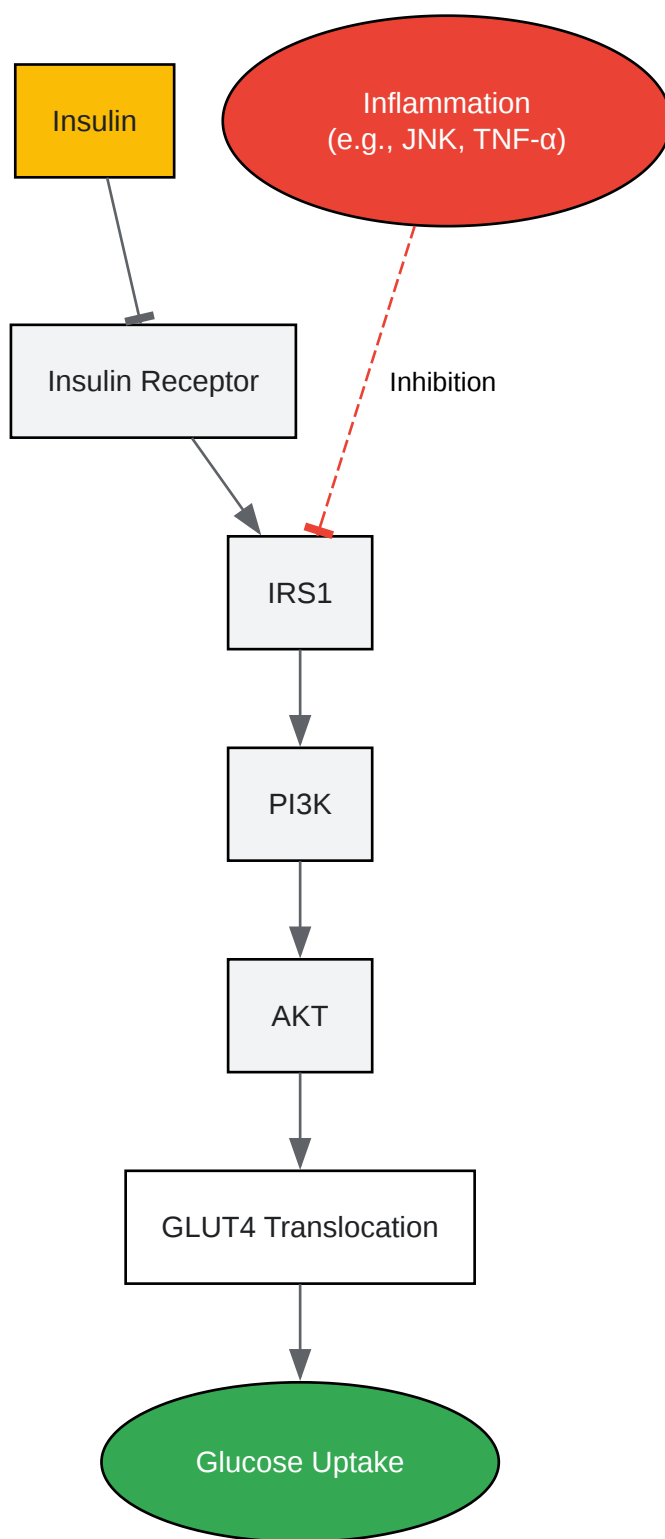 Insulin
Inflammation
(e.g., JNK, TNF-α)
Insulin Receptor
Inhibition
IRS1
PI3K
AKT
GLUT4 Translocation
Glucose Uptake